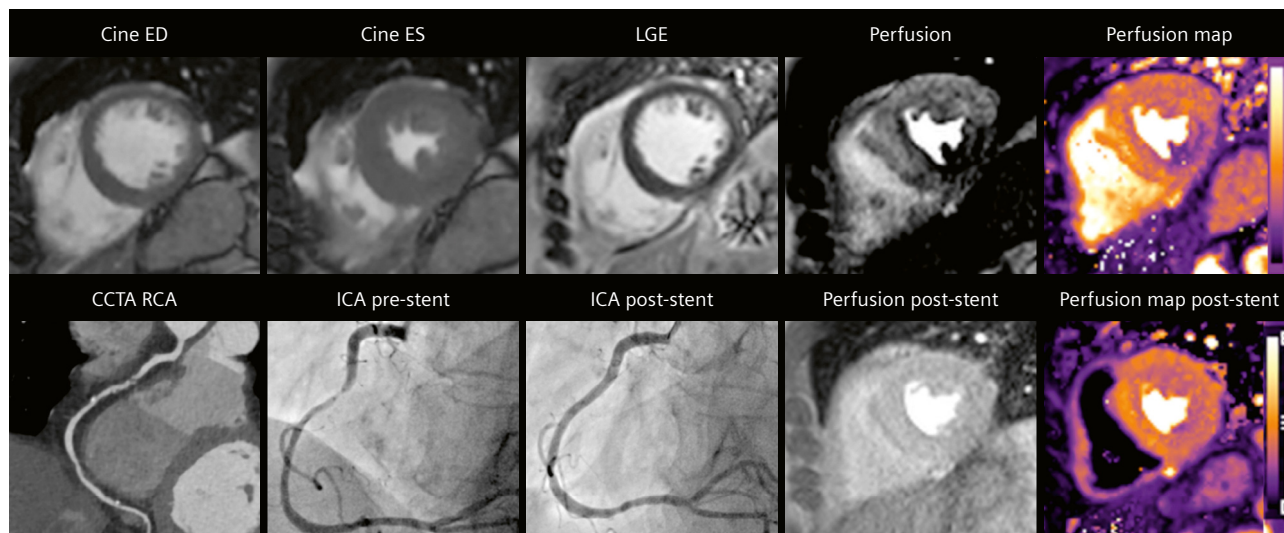 Cine ED
Cine ES
LGE
Perfusion
Perfusion map
CCTA RCA
ICA pre-stent
ICA post-stent
Perfusion post-stent
Perfusion map post-stent